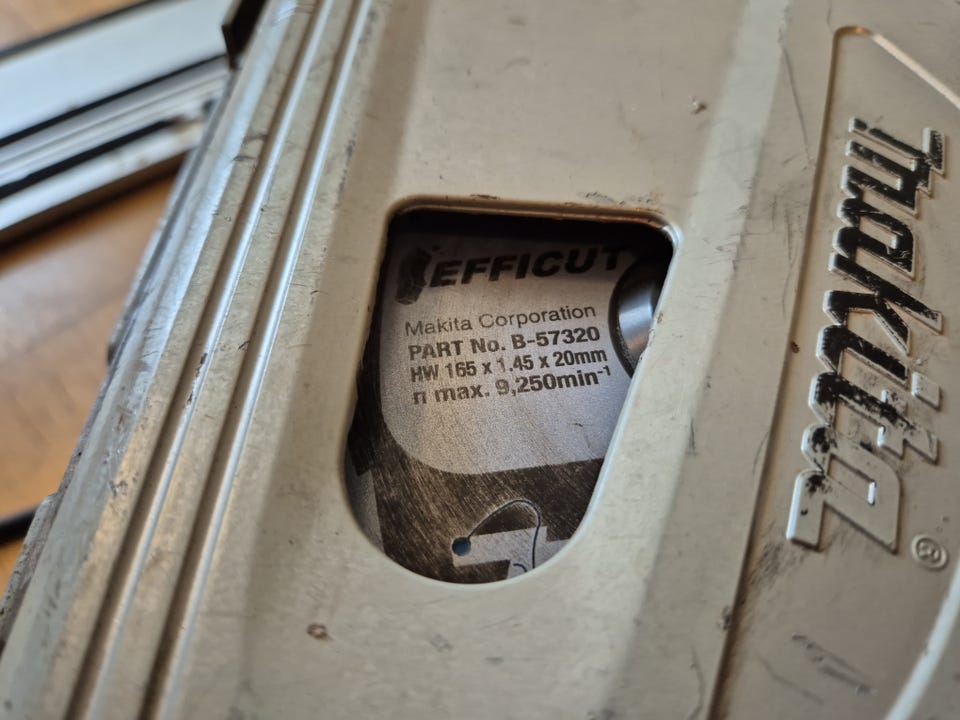 EFFICUT
Makita Corporation
PART No. B-57320
HW 165 x 1.45 x 20mm
n max. 9,250min⁻¹
makita®